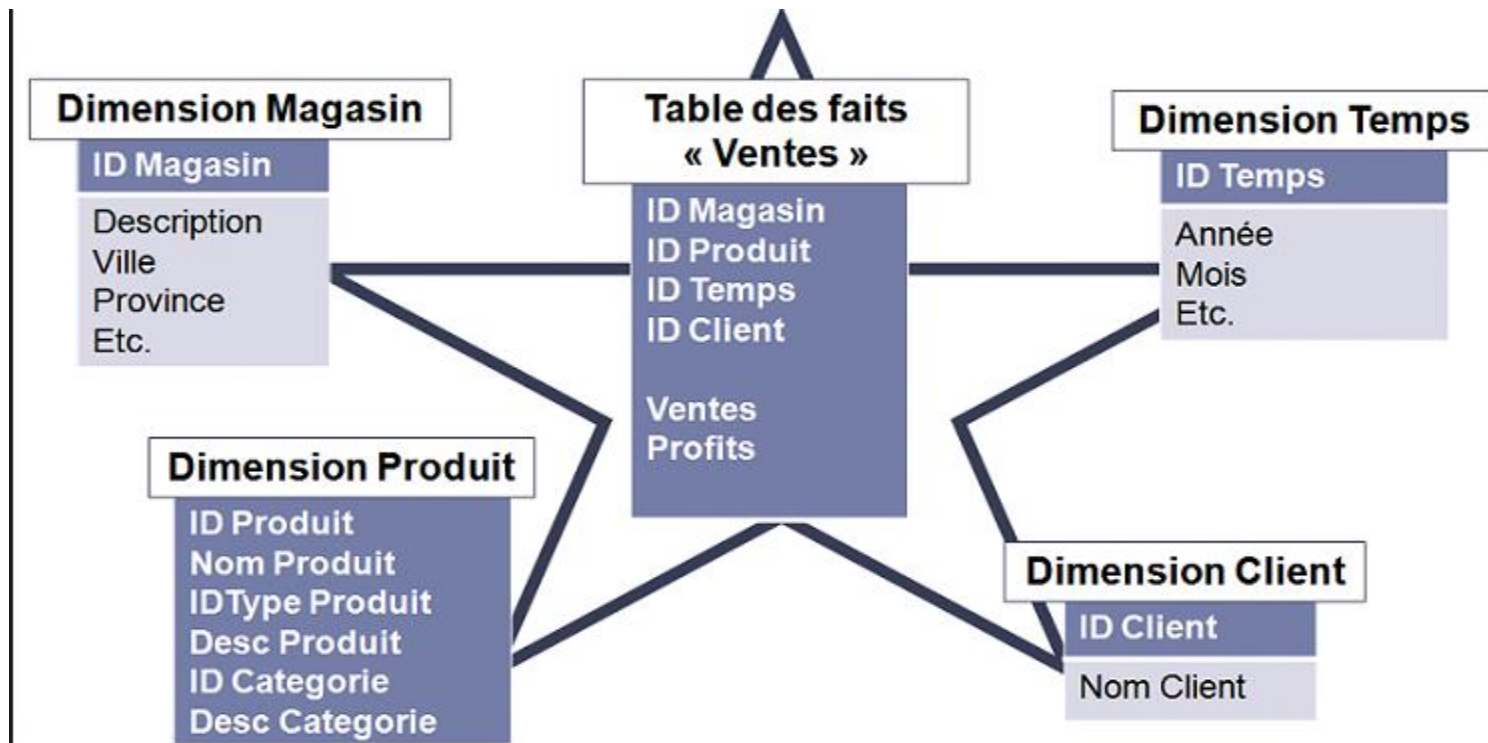 Dimension Magasin
ID Magasin
Description
Ville
Province
Etc.
Table des faits
« Ventes »
ID Magasin
ID Produit
ID Temps
ID Client
Ventes
Profits
Dimension Temps
ID Temps
Année
Mois
Etc.
Dimension Produit
ID Produit
Nom Produit
IDType Produit
Desc Produit
ID Categorie
Desc Categorie
Dimension Client
ID Client
Nom Client